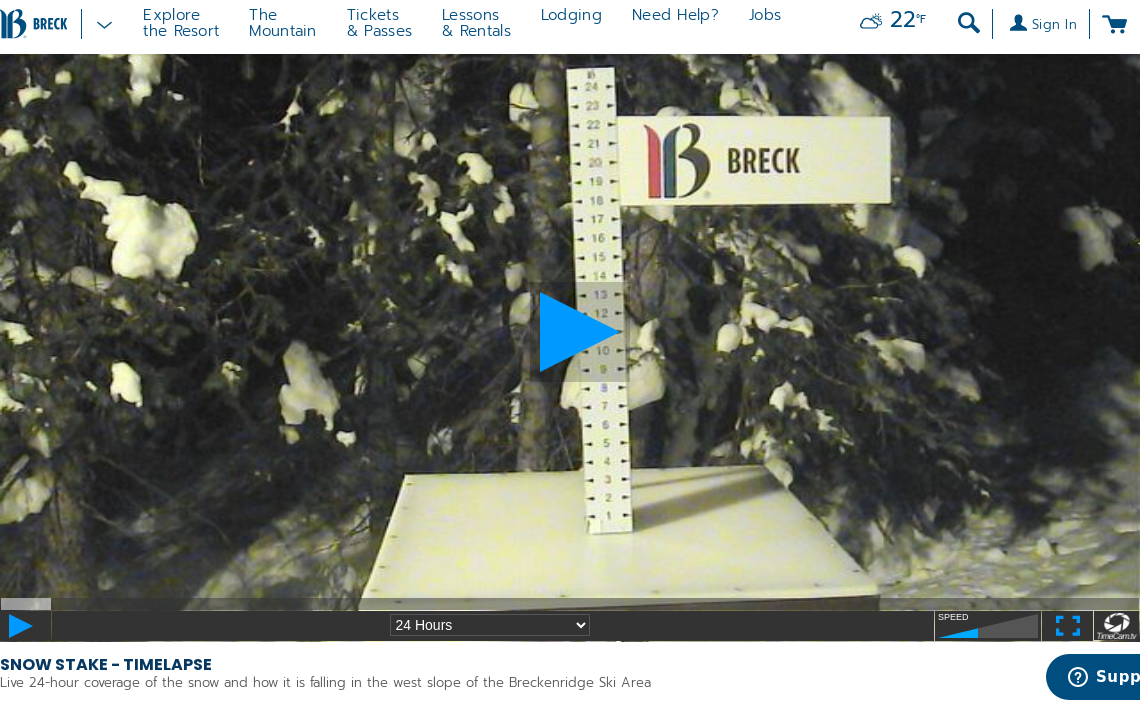 BRECK
Explore
the Resort
The
Mountain
Tickets
& Passes
Lessons
& Rentals
Lodging
Need Help?
Jobs
22°F
Sign In
24
23
22
21
20
19
18
17
16
15
14
13
12
10
9
8
7
6
5
4
3
2
1
BRECK
24 Hours
SPEED
TimeCam.tv
SNOW STAKE - TIMELAPSE
Live 24-hour coverage of the snow and how it is falling in the west slope of the Breckenridge Ski Area
Supp